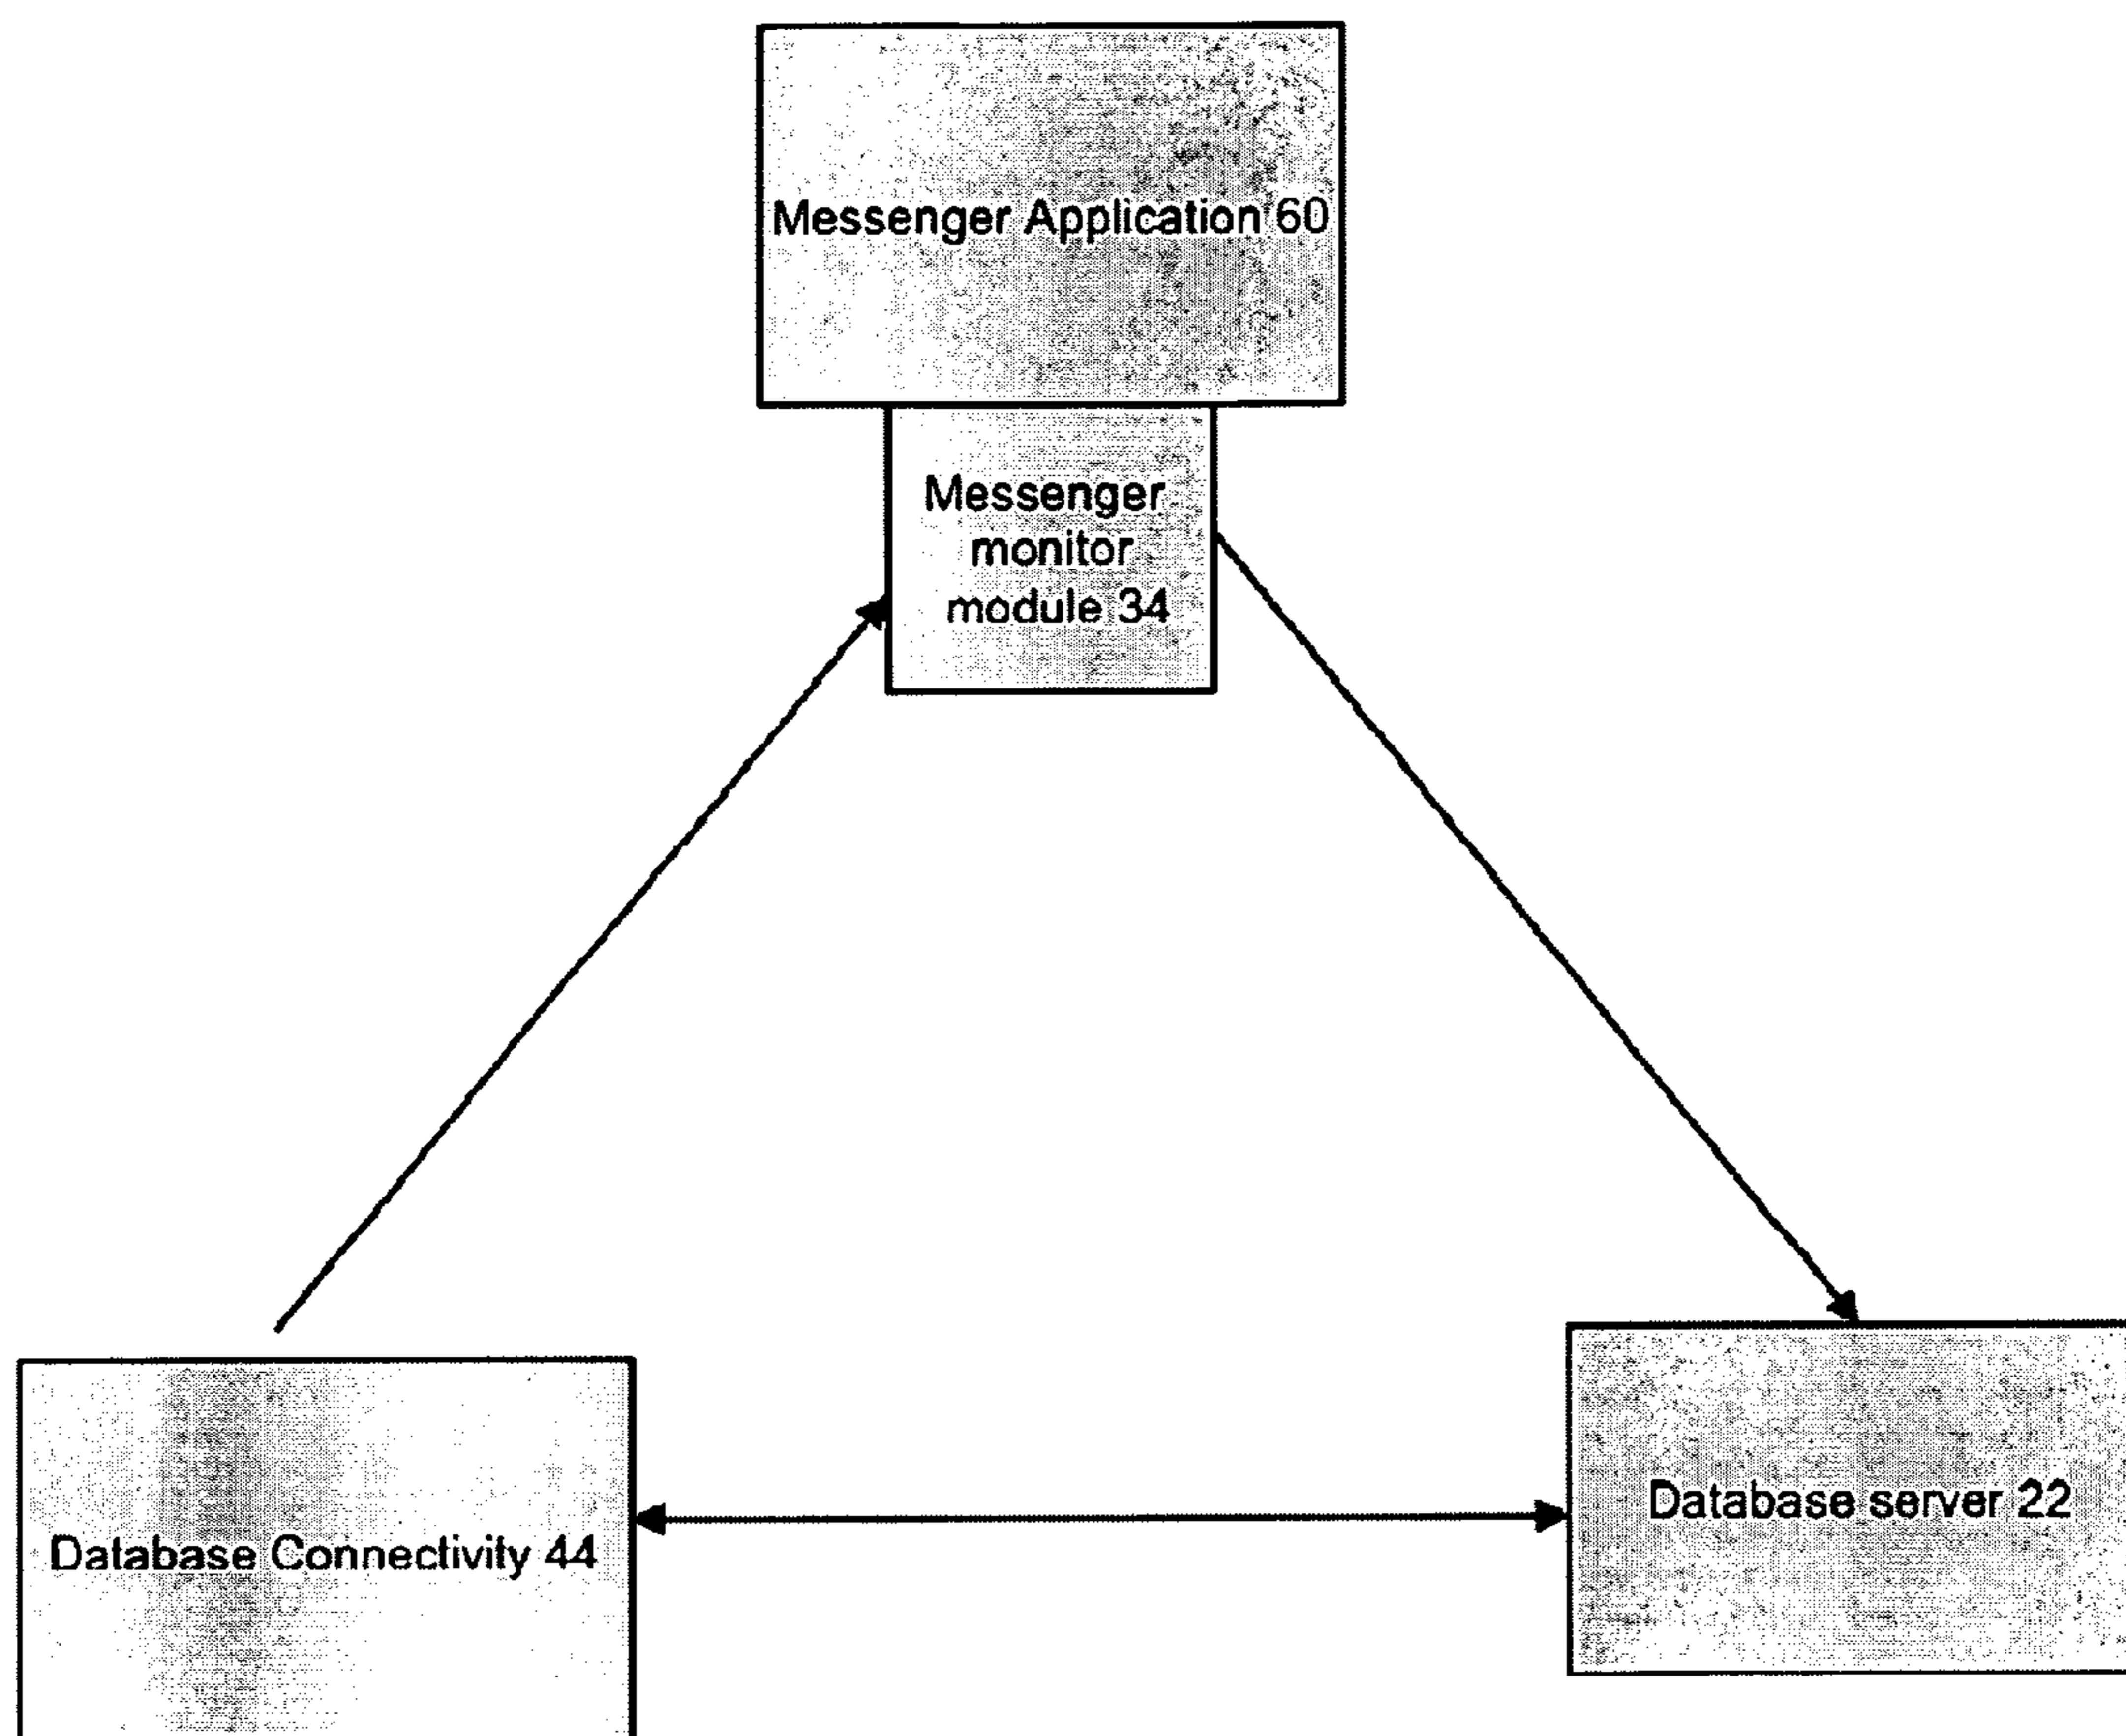 Messenger Application 60
Messenger
monitor
module 34
Database Connectivity 44
Database server 22